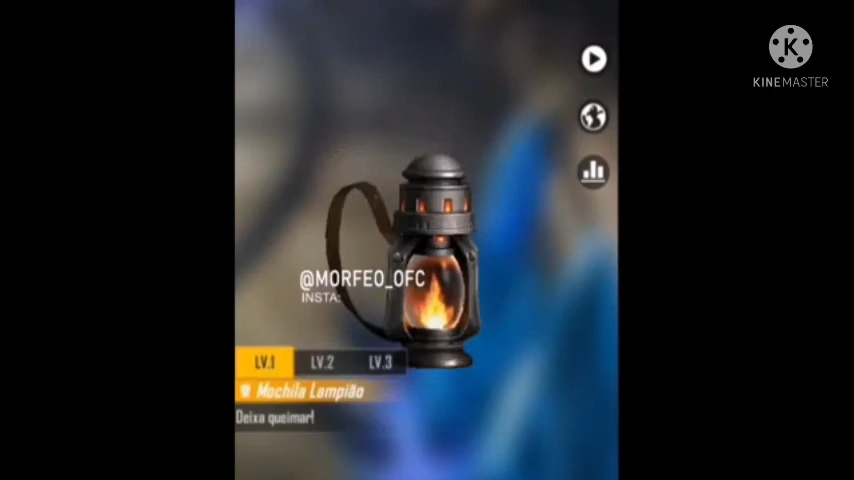 K
KINEMASTER
@MORFEO_OFC
INSTA:
LV.1 LV.2 LV.3
Mochila Lampião
Deixa queimar!